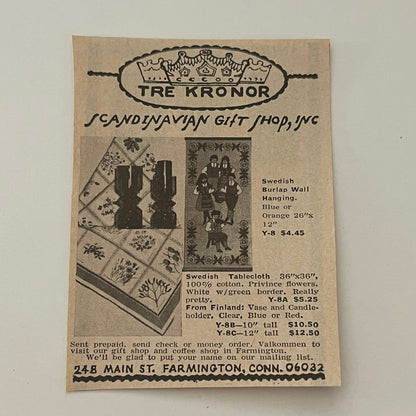 TRE KRONOR
SCANDINAVIAN GIFT SHOP, INC
Swedish
Burlap Wall
Hanging.
Blue or
Orange 26"x
12"
Y-8 $4.45
Swedish Tablecloth 36"x36",
100% cotton. Privince flowers.
White w/green border. Really
pretty. Y-8A $5.25
From Finland: Vase and Candle-
holder, Clear, Blue or Red.
Y-8B—10" tall $10.50
Y-8C—12" tall $12.50
Sent prepaid, send check or money order. Valkommen to
visit our gift shop and coffee shop in Farmington.
We'll be glad to put your name on our mailing list.
248 MAIN ST. FARMINGTON, CONN. 06032